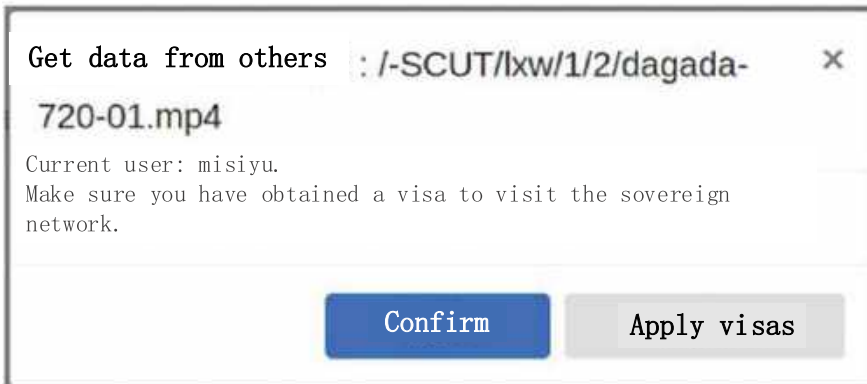 Get data from others : /-SCUT/lxw/1/2/dagada- ×
720-01.mp4
Current user: misiyu.
Make sure you have obtained a visa to visit the sovereign
network.
Confirm Apply visas